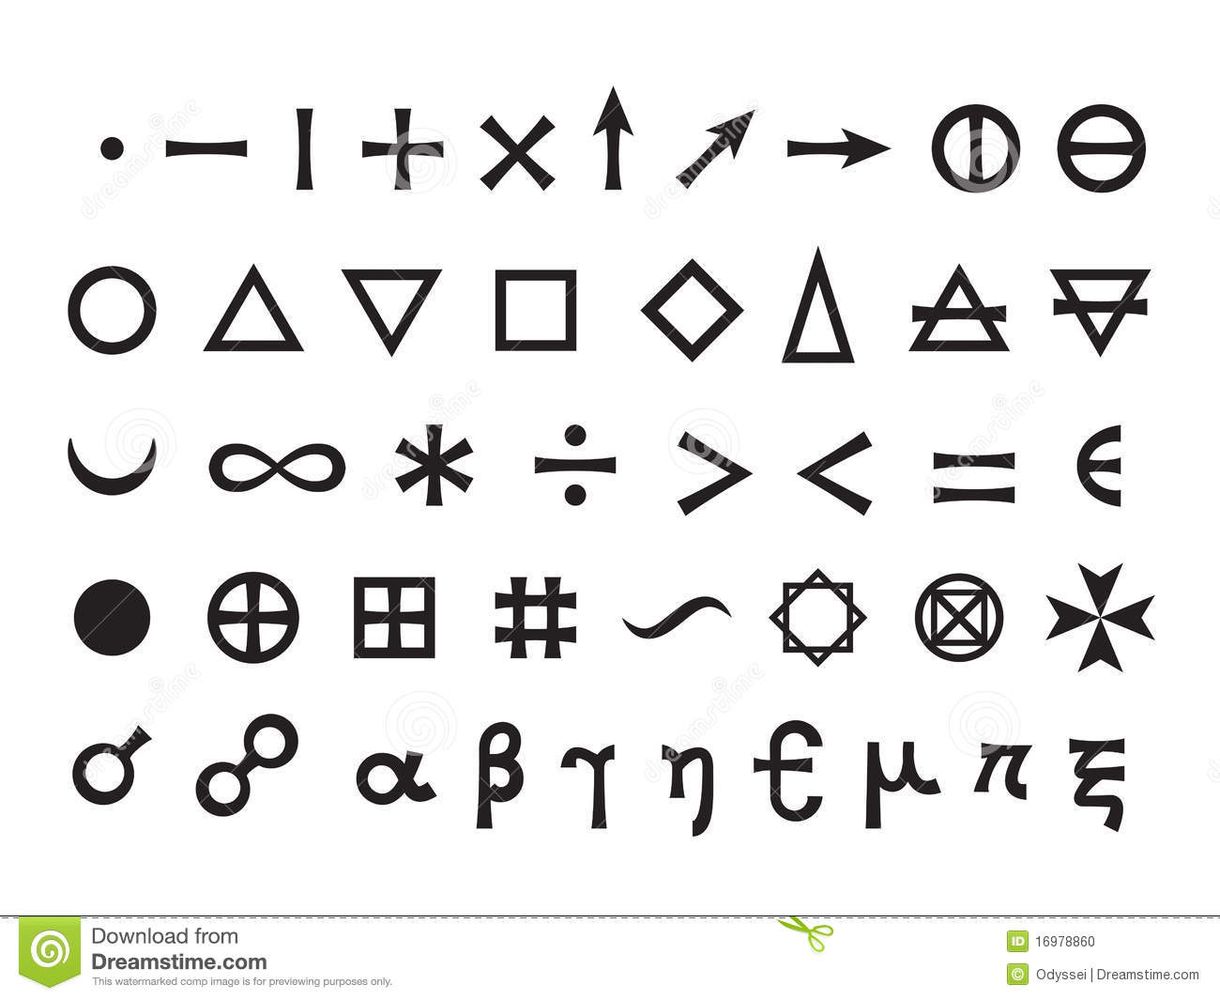 • − | + × ↑ ↗ → ⦶ ⊖
○ △ ▽ □ ◇ △ 🜁 🜃
⌣ ∞ * ÷ > < = ∈
● ⊕ ⊞ # ∼ ✠
☌ ☍ α β γ η ξ μ π ξ
Download from
Dreamstime.com
This watermarked comp image is for previewing purposes only.
ID 16978860
© Odyssei | Dreamstime.com